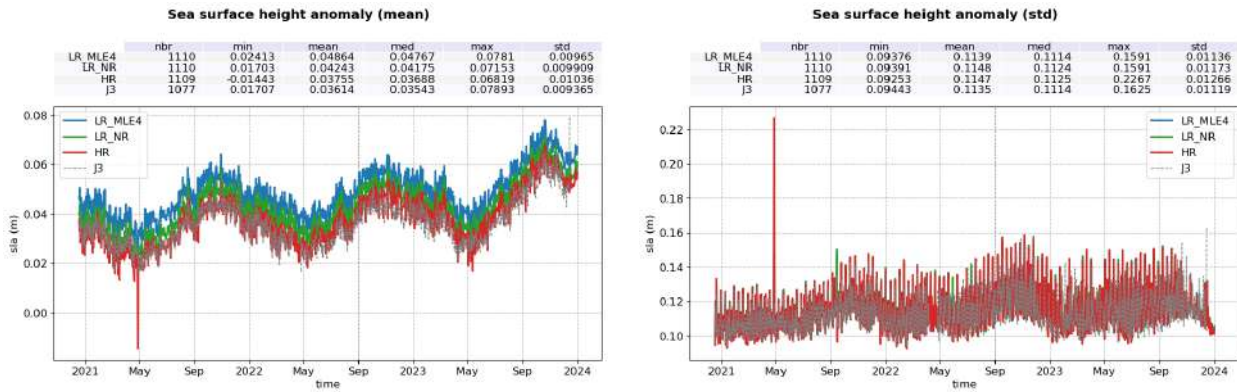 Sea surface height anomaly (mean)
nbr min mean med max std
LR_MLE4 1110 0.02413 0.04864 0.04767 0.0781 0.00965
LR_NR 1110 0.01703 0.04243 0.04175 0.07153 0.009909
HR 1109 -0.01443 0.03755 0.03688 0.06819 0.01036
J3 1077 0.01707 0.03614 0.03543 0.07893 0.009365
0.08
0.06
0.04
0.02
0.00
sla (m)
LR_MLE4
LR_NR
HR
J3
2021 May Sep 2022 May Sep 2023 May Sep 2024
time
Sea surface height anomaly (std)
nbr min mean med max std
LR_MLE4 1110 0.09376 0.1139 0.1114 0.1591 0.01136
LR_NR 1110 0.09391 0.1148 0.1124 0.1591 0.01173
HR 1109 0.09253 0.1147 0.1125 0.2267 0.01266
J3 1077 0.09443 0.1135 0.1114 0.1625 0.01119
0.22
0.20
0.18
0.16
0.14
0.12
0.10
sla (m)
LR_MLE4
LR_NR
HR
J3
2021 May Sep 2022 May Sep 2023 May Sep 2024
time